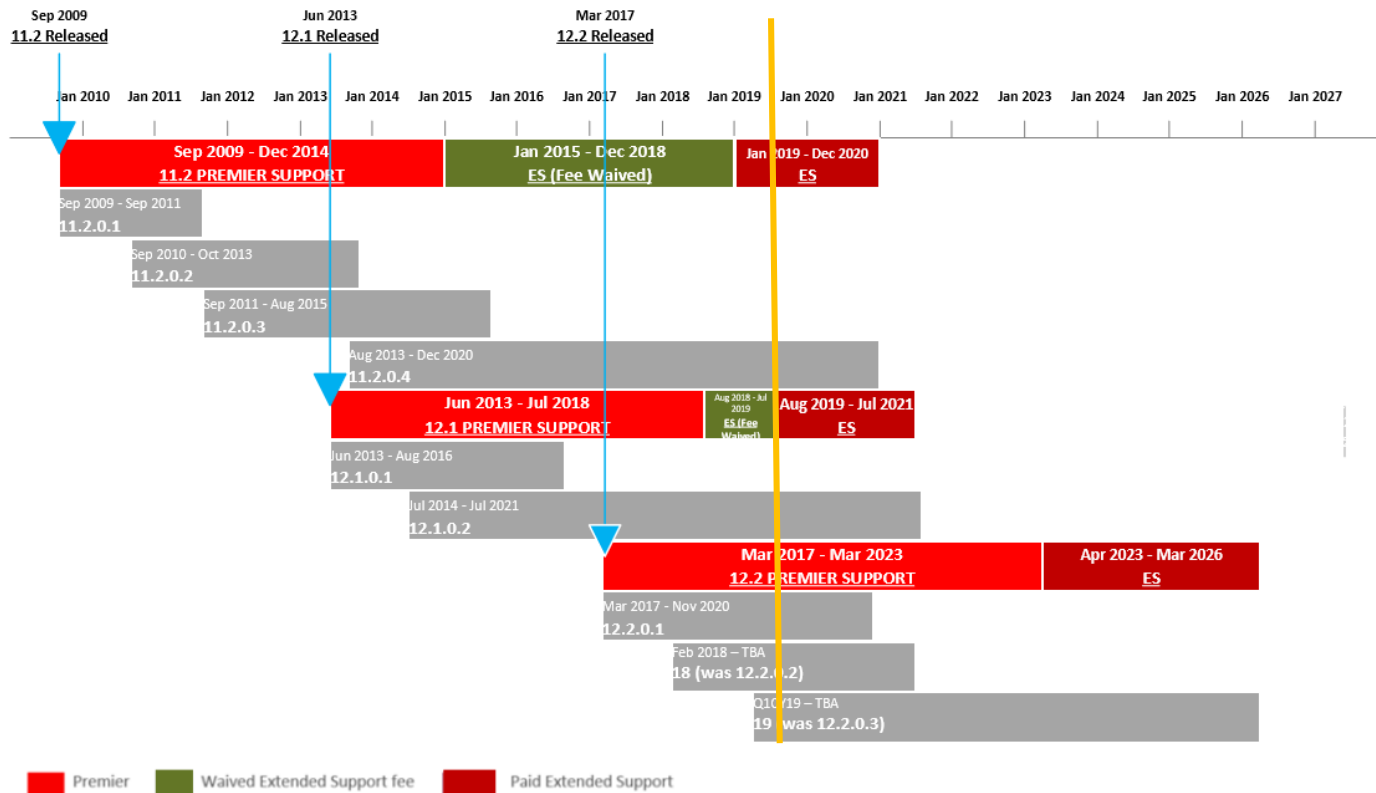 Sep 2009
11.2 Released
Jun 2013
12.1 Released
Mar 2017
12.2 Released
Jan 2010 Jan 2011 Jan 2012 Jan 2013 Jan 2014 Jan 2015 Jan 2016 Jan 2017 Jan 2018 Jan 2019 Jan 2020 Jan 2021 Jan 2022 Jan 2023 Jan 2024 Jan 2025 Jan 2026 Jan 2027
Sep 2009 - Dec 2014
11.2 PREMIER SUPPORT
Jan 2015 - Dec 2018
ES (Fee Waived)
Jan 2019 - Dec 2020
ES
Sep 2009 - Sep 2011
11.2.0.1
Sep 2010 - Oct 2013
11.2.0.2
Sep 2011 - Aug 2015
11.2.0.3
Aug 2013 - Dec 2020
11.2.0.4
Jun 2013 - Jul 2018
12.1 PREMIER SUPPORT
Aug 2018 - Jul
2019
ES (Fee
Waived)
Aug 2019 - Jul 2021
ES
Jun 2013 - Aug 2016
12.1.0.1
Jul 2014 - Jul 2021
12.1.0.2
Mar 2017 - Mar 2023
12.2 PREMIER SUPPORT
Apr 2023 - Mar 2026
ES
Mar 2017 - Nov 2020
12.2.0.1
Feb 2018 – TBA
18 (was 12.2.0.2)
Q1CY19 – TBA
19 (was 12.2.0.3)
Premier
Waived Extended Support fee
Paid Extended Support